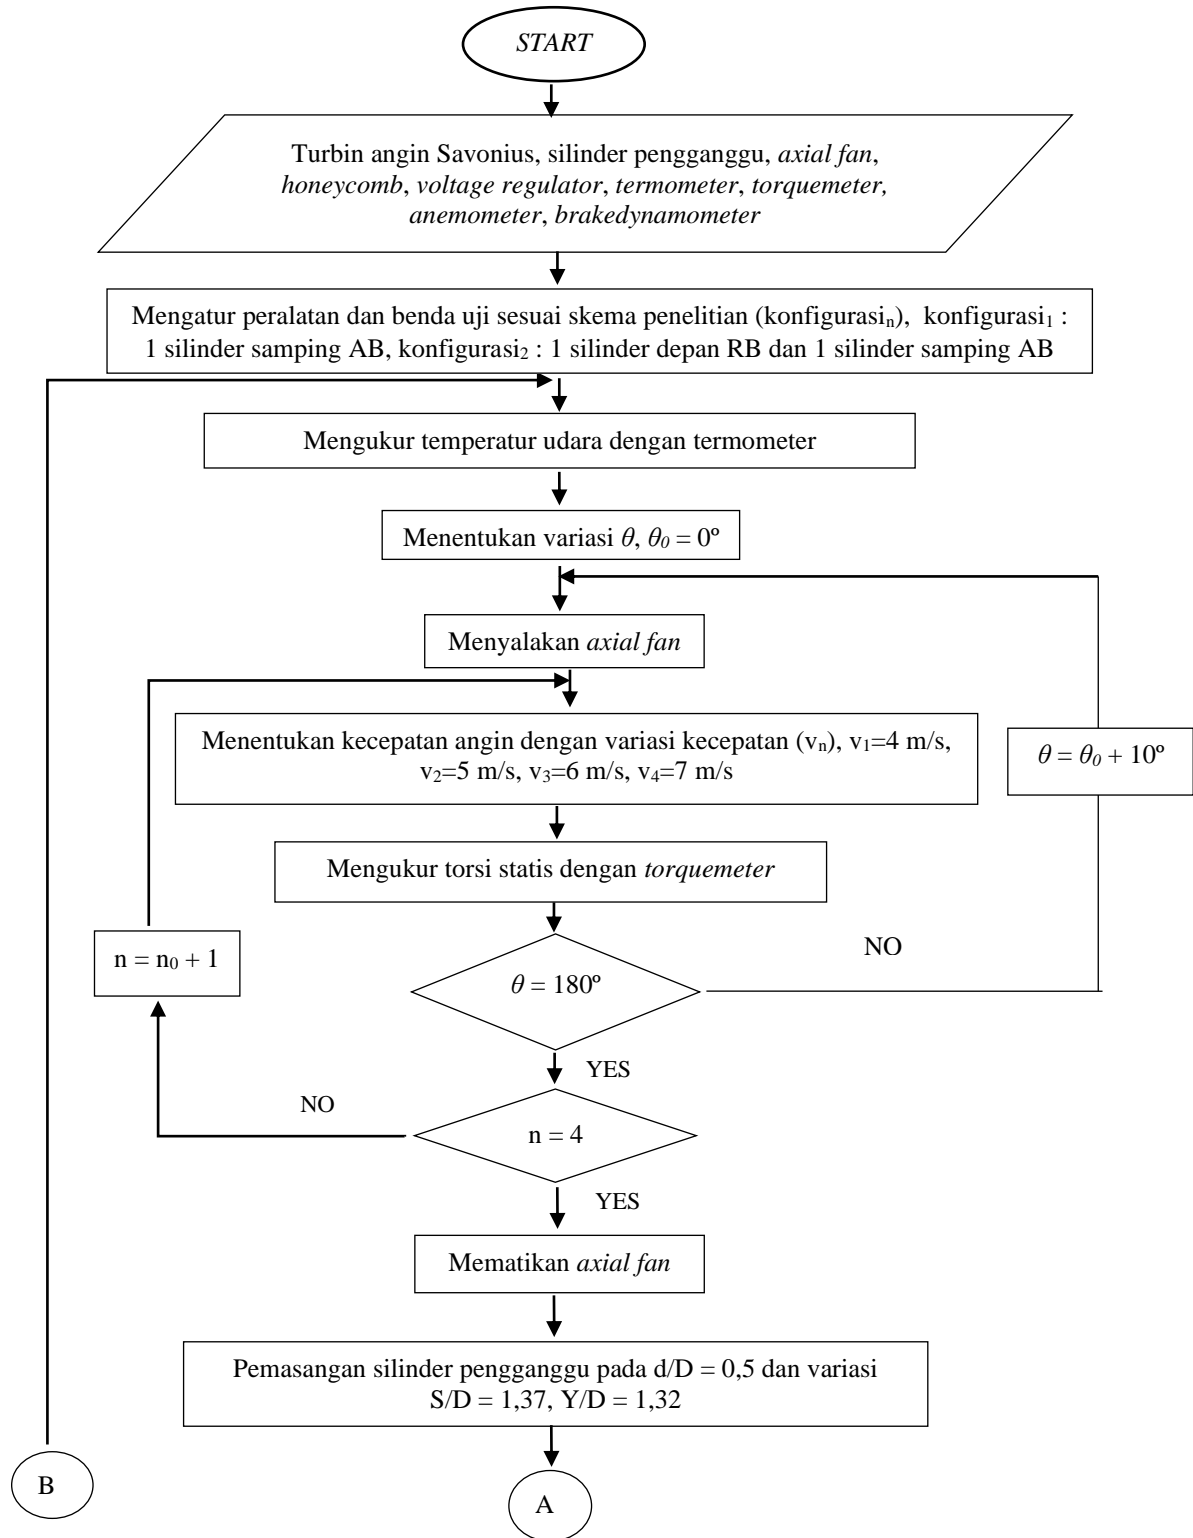 START
Turbin angin Savonius, silinder pengganggu, axial fan,
honeycomb, voltage regulator, termometer, torquemeter,
anemometer, brakedynamometer
Mengatur peralatan dan benda uji sesuai skema penelitian (konfigurasiₙ), konfigurasi₁ :
1 silinder samping AB, konfigurasi₂ : 1 silinder depan RB dan 1 silinder samping AB
Mengukur temperatur udara dengan termometer
Menentukan variasi θ, θ₀ = 0º
Menyalakan axial fan
Menentukan kecepatan angin dengan variasi kecepatan (vₙ), v₁=4 m/s,
v₂=5 m/s, v₃=6 m/s, v₄=7 m/s
θ = θ₀ + 10º
Mengukur torsi statis dengan torquemeter
n = n₀ + 1
NO
θ = 180º
YES
NO
n = 4
YES
Mematikan axial fan
Pemasangan silinder pengganggu pada d/D = 0,5 dan variasi
S/D = 1,37, Y/D = 1,32
B
A